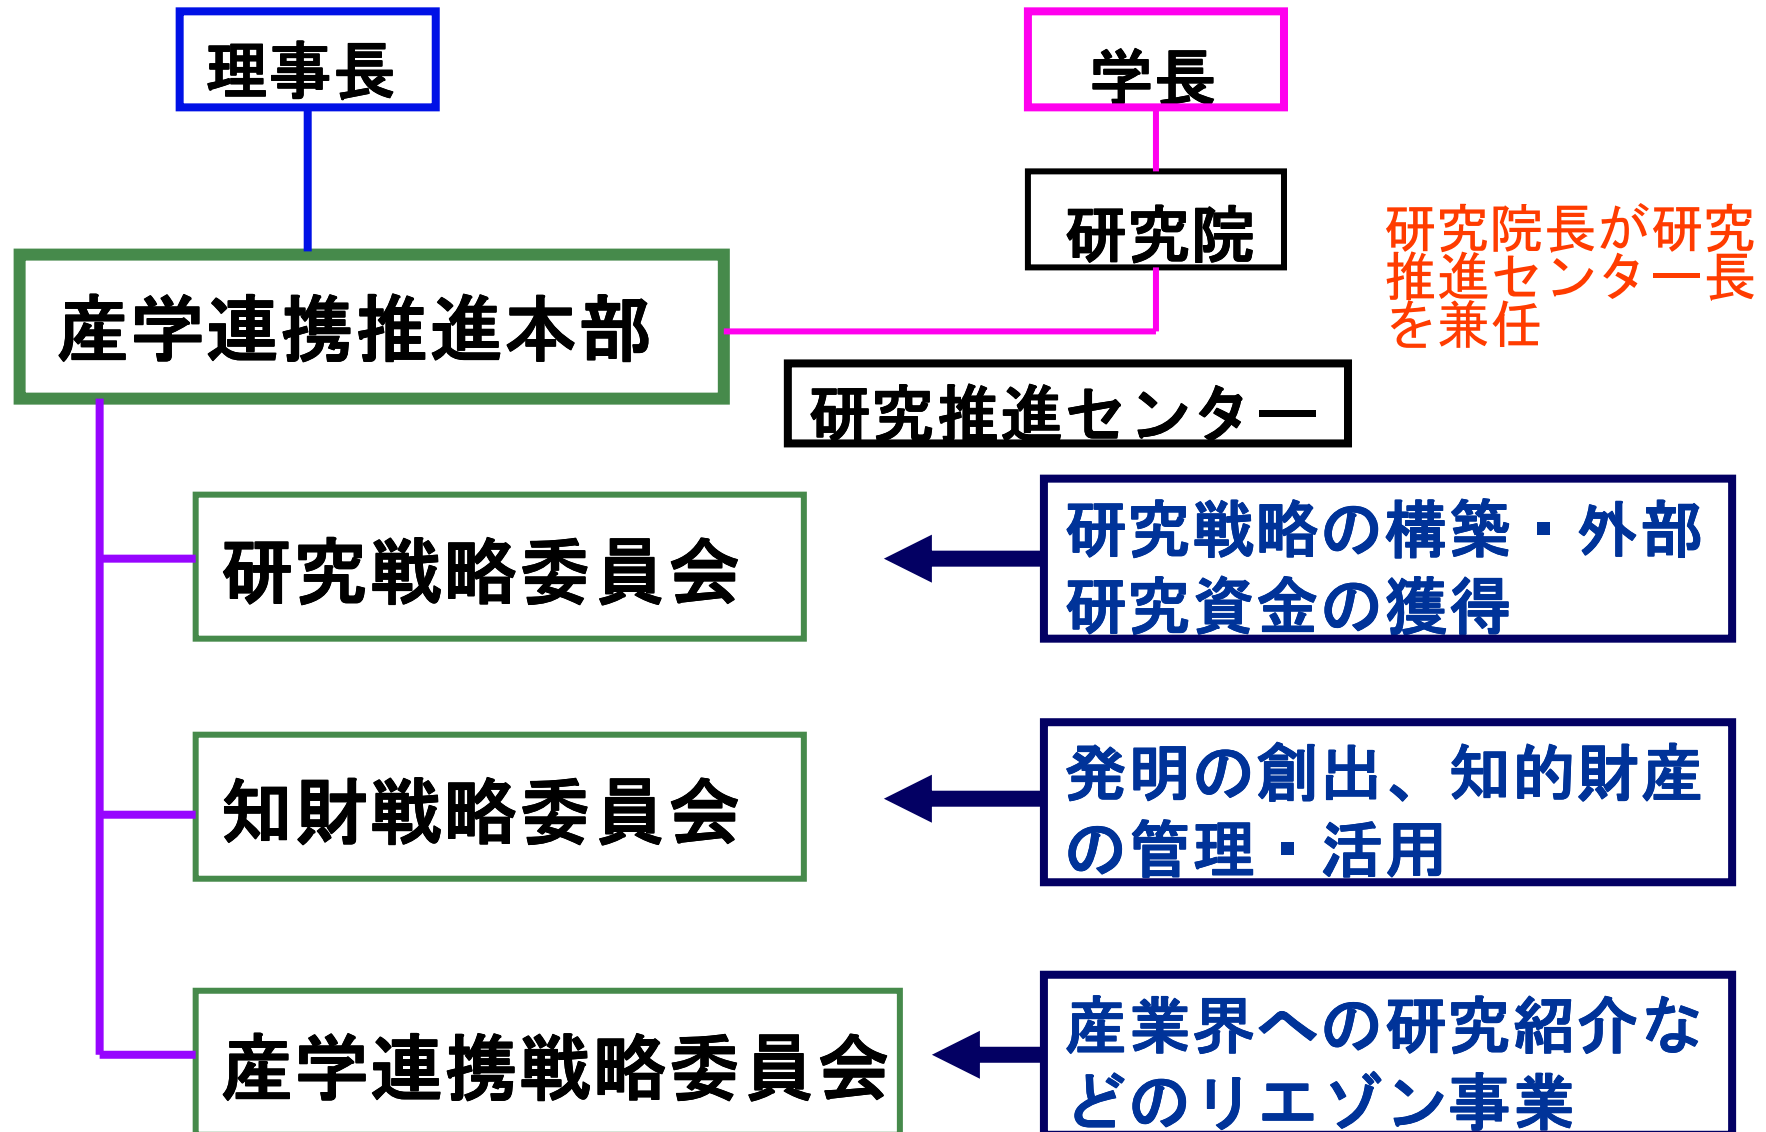 理事長
学長
研究院
研究院長が研究
推進センター長
を兼任
産学連携推進本部
研究推進センター
研究戦略委員会
研究戦略の構築・外部
研究資金の獲得
知財戦略委員会
発明の創出、知的財産
の管理・活用
産学連携戦略委員会
産業界への研究紹介な
どのリエゾン事業